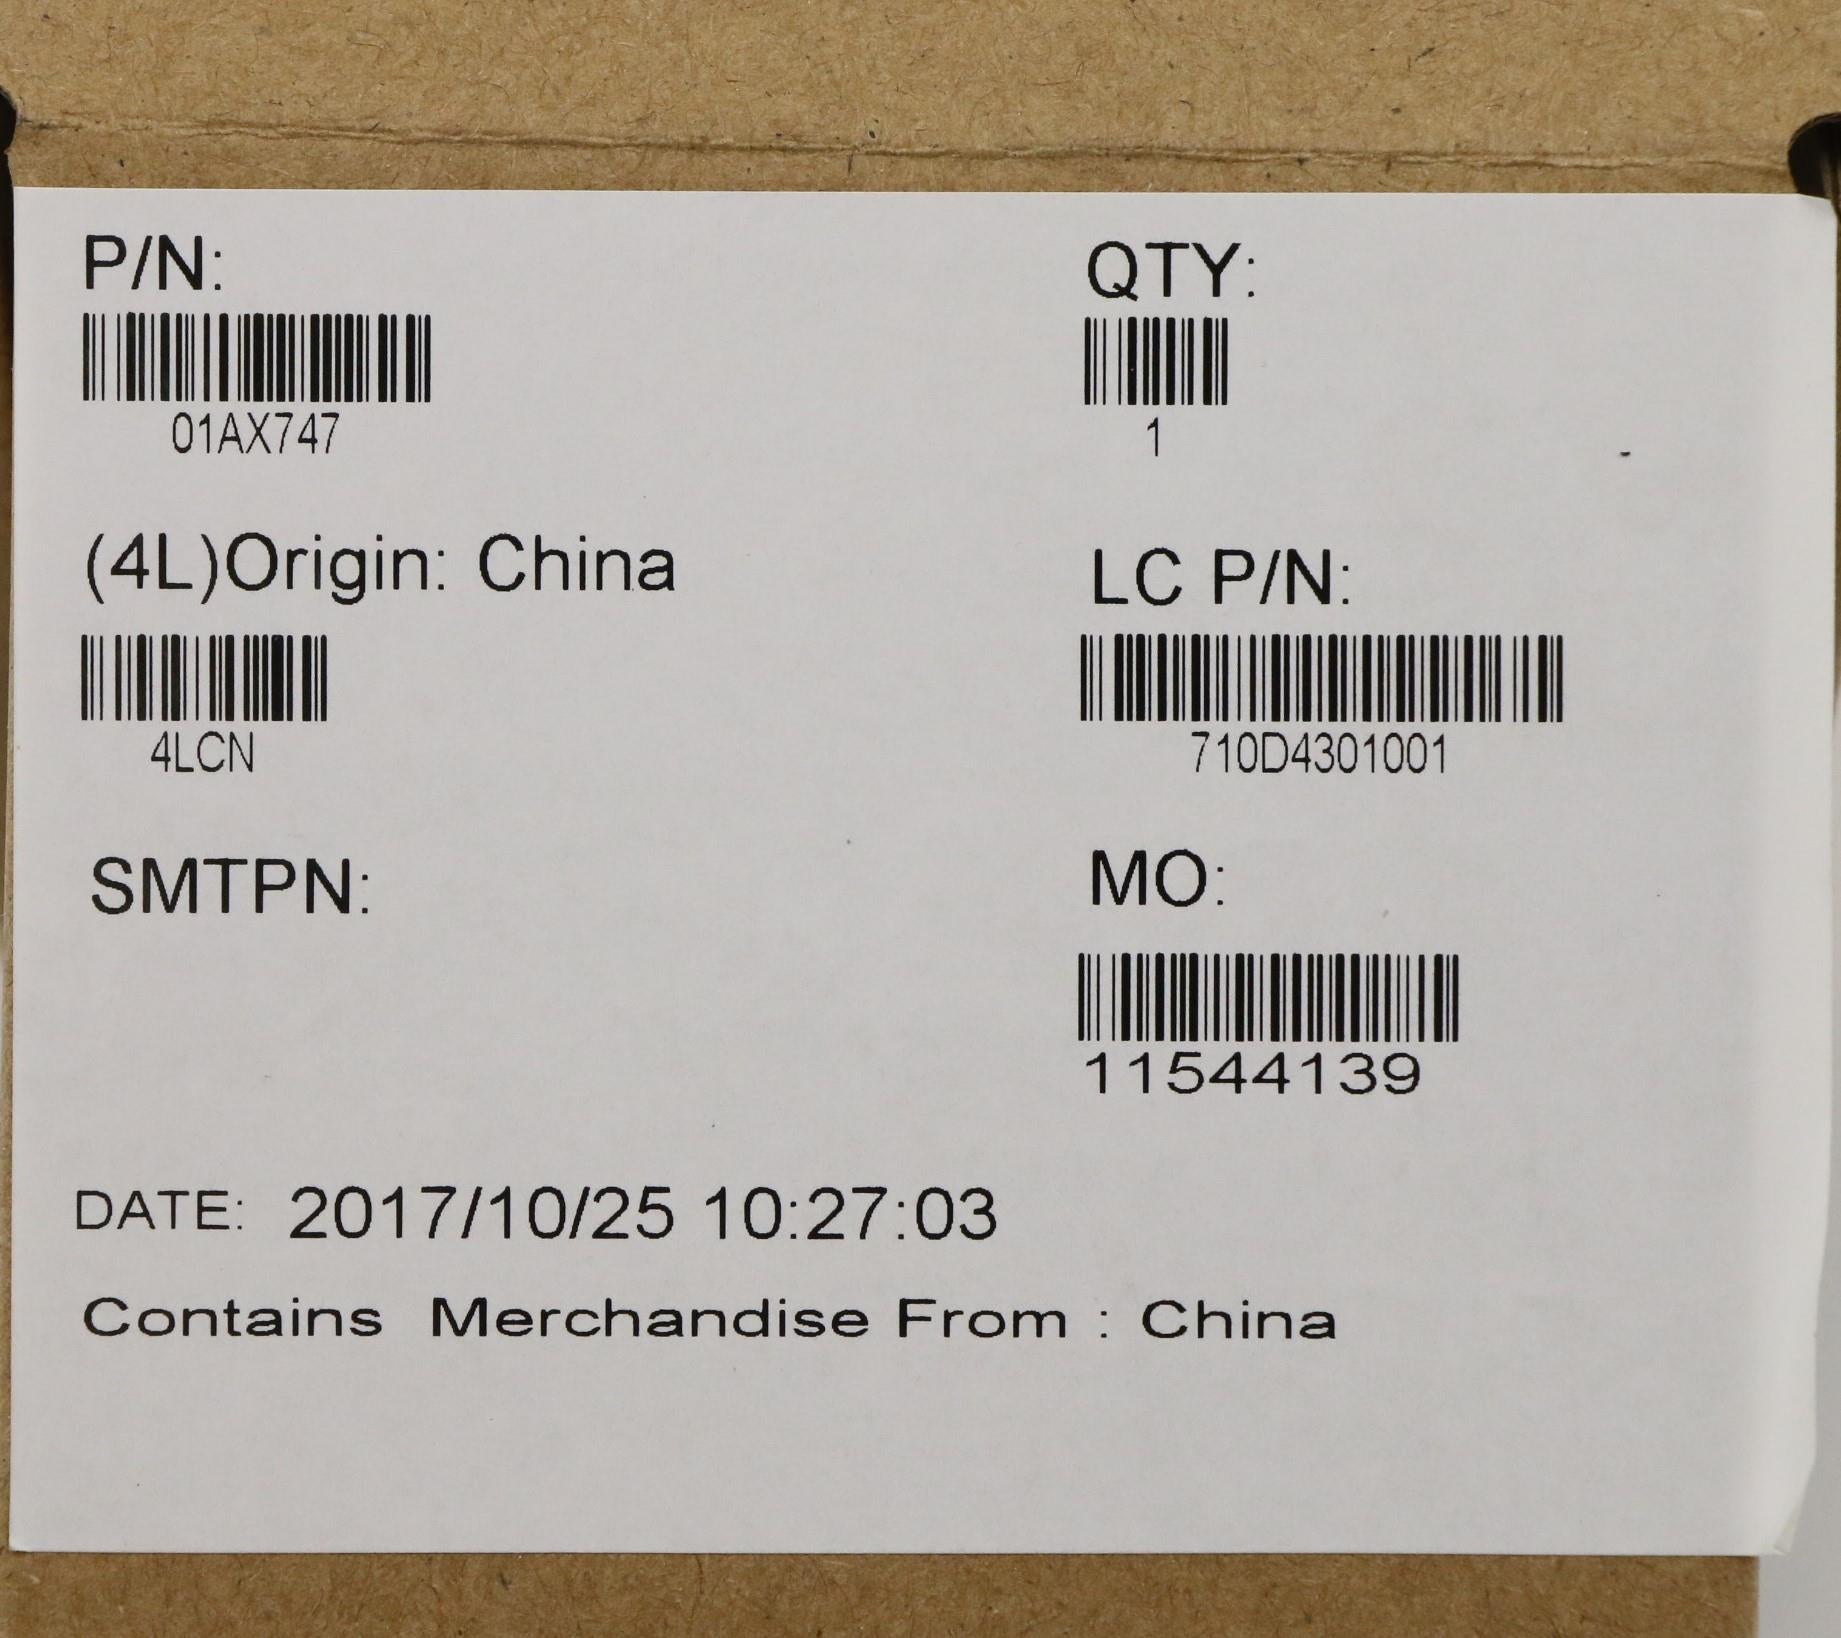 P/N:
QTY:
01AX747
1
(4L)Origin: China
LC P/N:
4LCN
710D4301001
SMTPN:
MO:
11544139
DATE: 2017/10/25 10:27:03
Contains Merchandise From : China